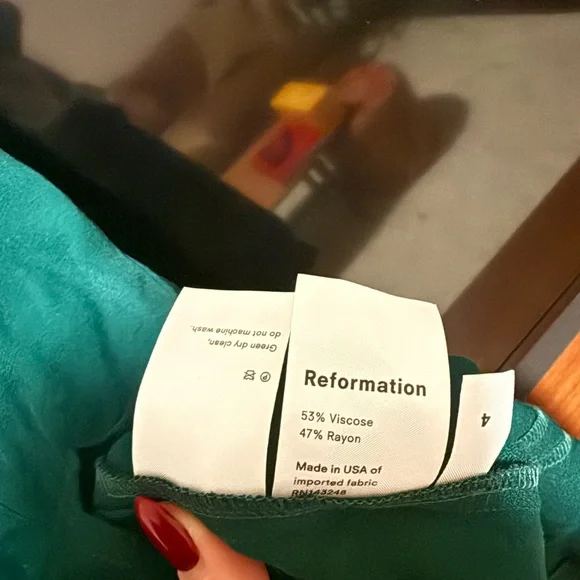 Green dry clean,
do not machine wash.
P
Reformation
53% Viscose
47% Rayon
Made in USA of
imported fabric
RN143248
4